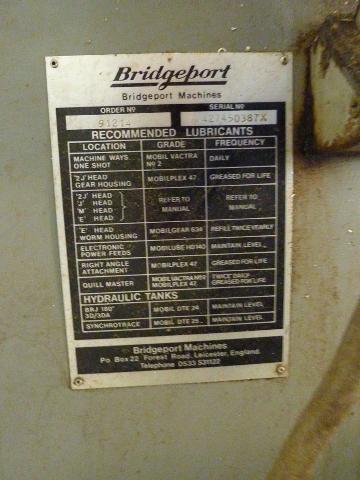 Bridgeport
Bridgeport Machines
ORDER Nº SERIAL Nº
91214 427450387X
RECOMMENDED LUBRICANTS
LOCATION GRADE FREQUENCY
MACHINE WAYS ONE SHOT MOBIL VACTRA Nº 2 DAILY
'2J' HEAD GEAR HOUSING MOBILPLEX 47 GREASED FOR LIFE
'2J' HEAD
'J' HEAD
'M' HEAD
'E' HEAD
REFER TO MANUAL
REFER TO MANUAL
'E' HEAD WORM HOUSING MOBILGEAR 634 REFILL TWICE YEARLY
ELECTRONIC POWER FEEDS MOBILUBE HD140 MAINTAIN LEVEL
RIGHT ANGLE ATTACHMENT MOBILPLEX 47 GREASED FOR LIFE
QUILL MASTER MOBILPLEX 47 TWICE DAILY GREASED FOR LIFE
HYDRAULIC TANKS
BRJ 180° 3D/3DA MOBIL DTE 24 MAINTAIN LEVEL
SYNCHROTRACE MOBIL DTE 25 MAINTAIN LEVEL
Bridgeport Machines
Po Box 22 Forest Road, Leicester, England.
Telephone 0533 531122